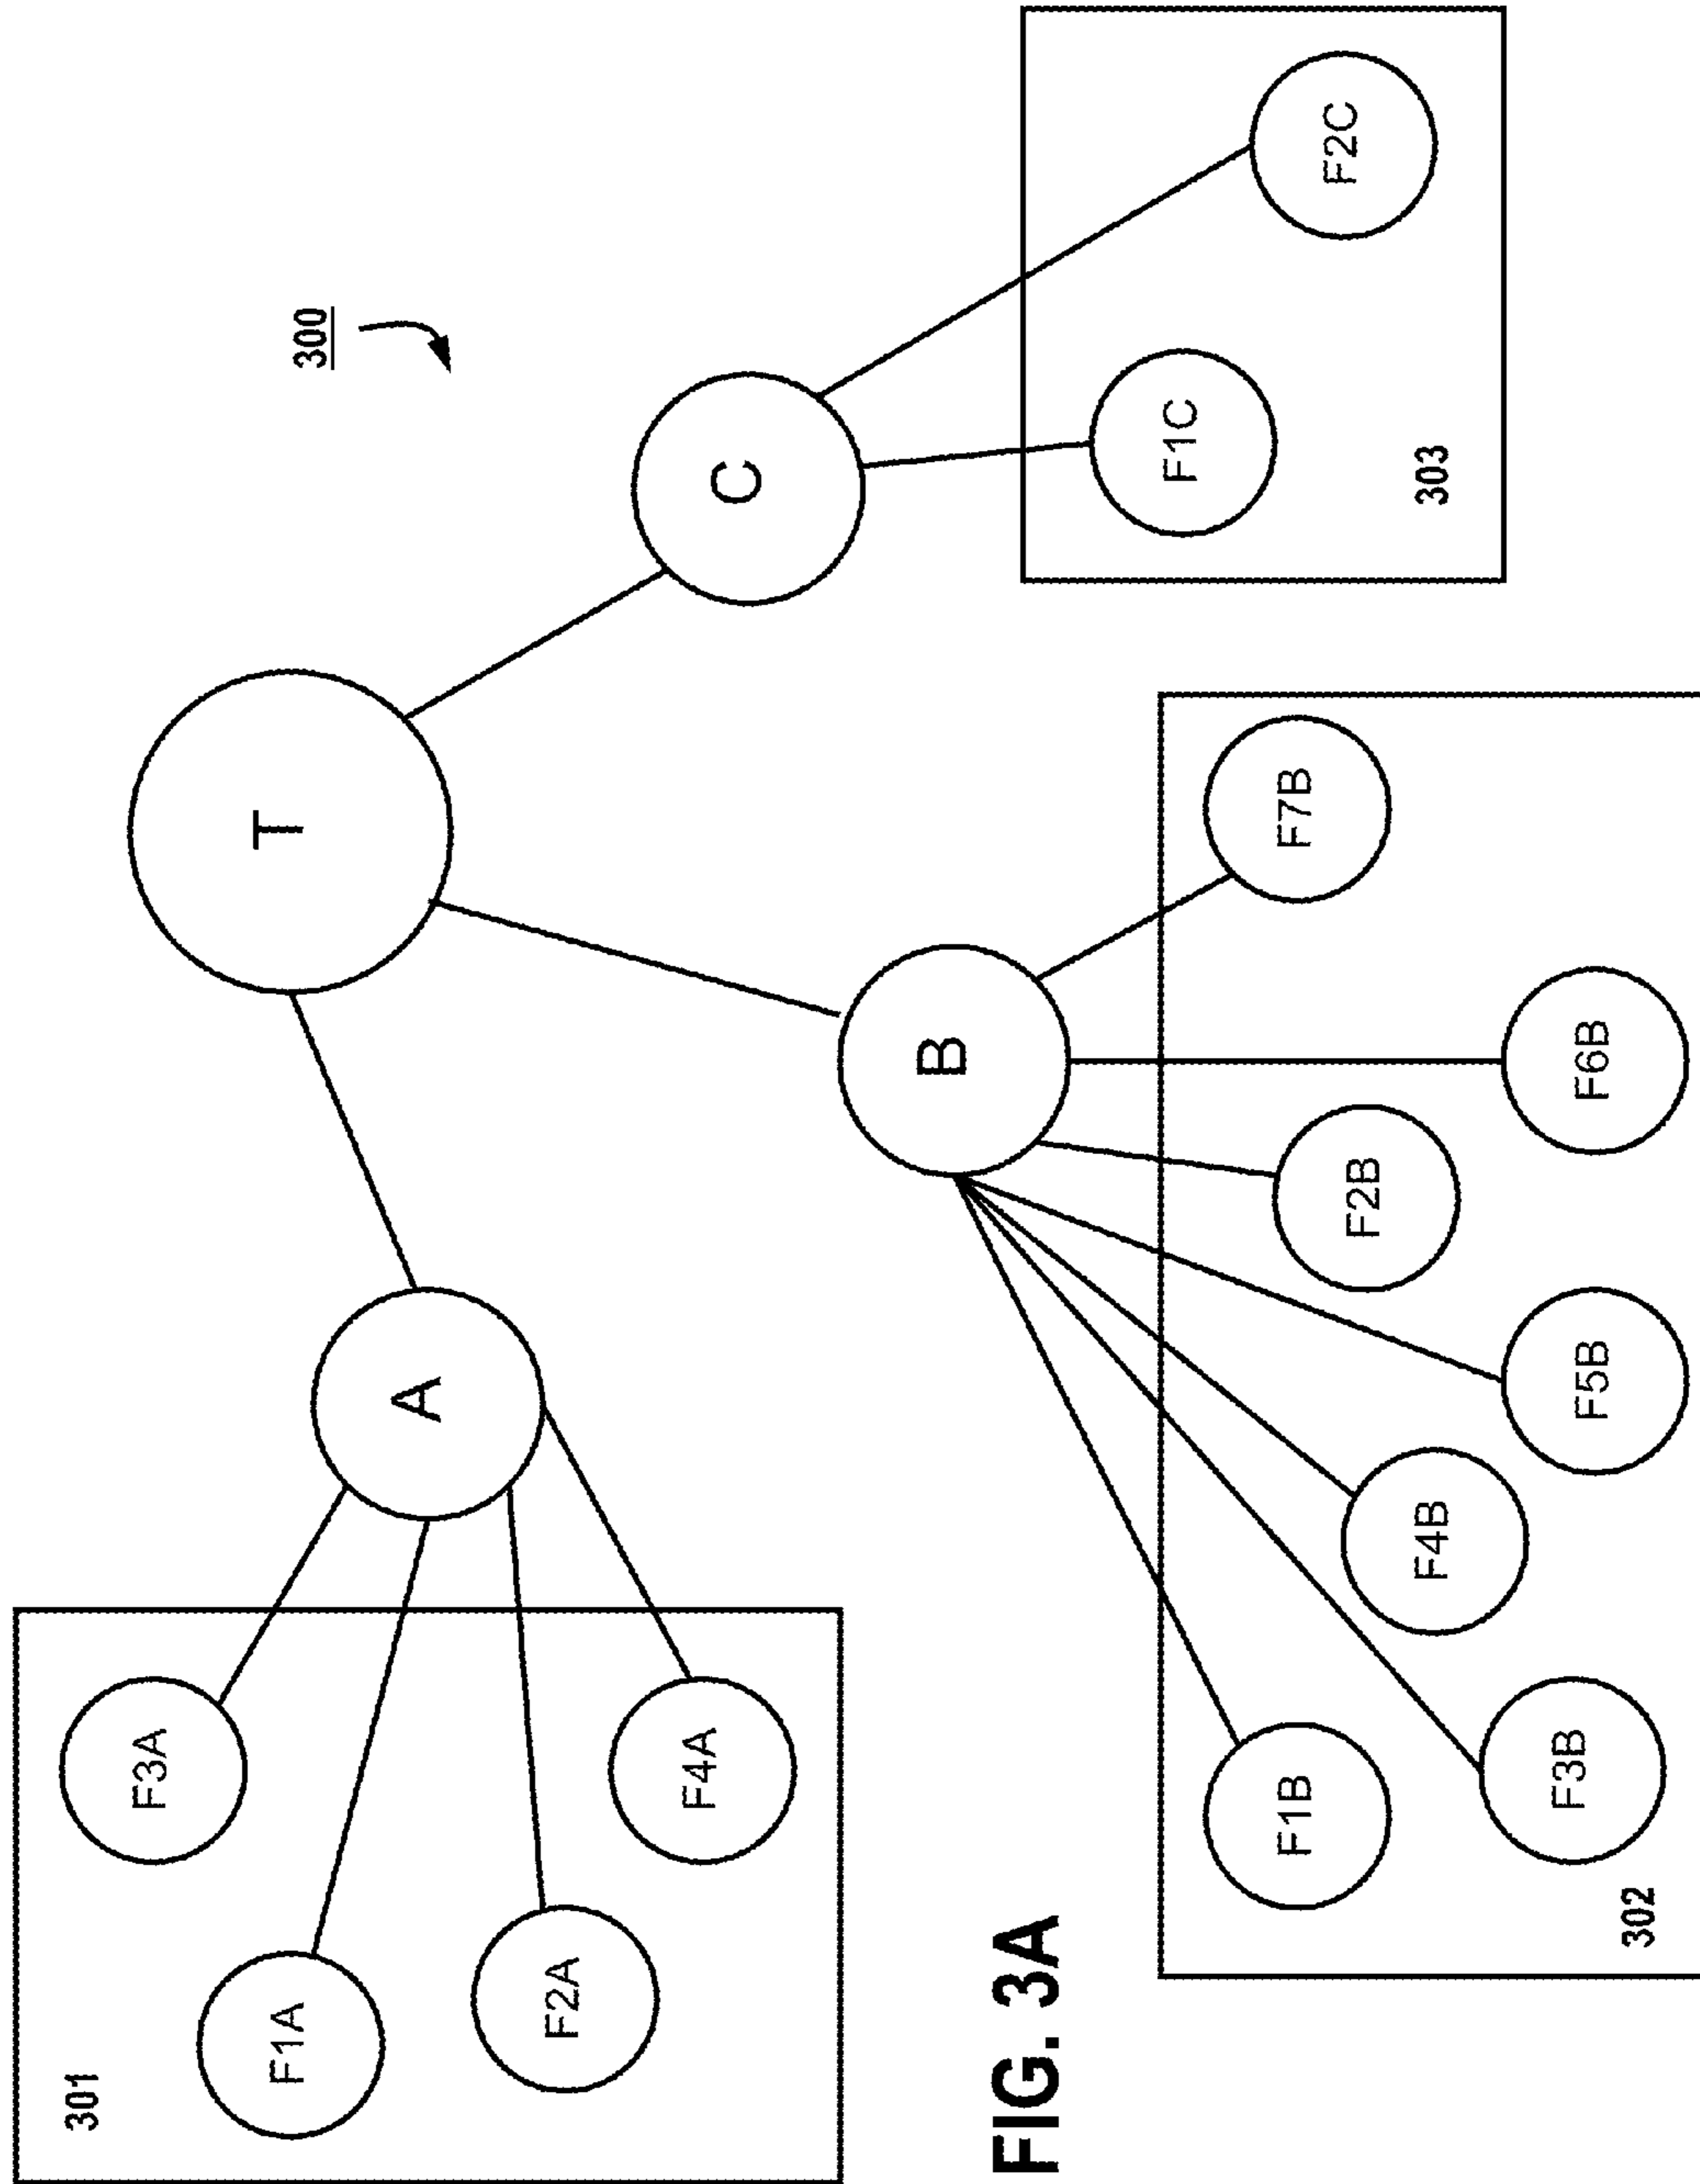 300
T
A
B
C
301
F3A
F1A
F2A
F4A
F1B
F3B
F4B
F5B
F2B
F6B
F7B
302
F1C
F2C
303
FIG. 3A